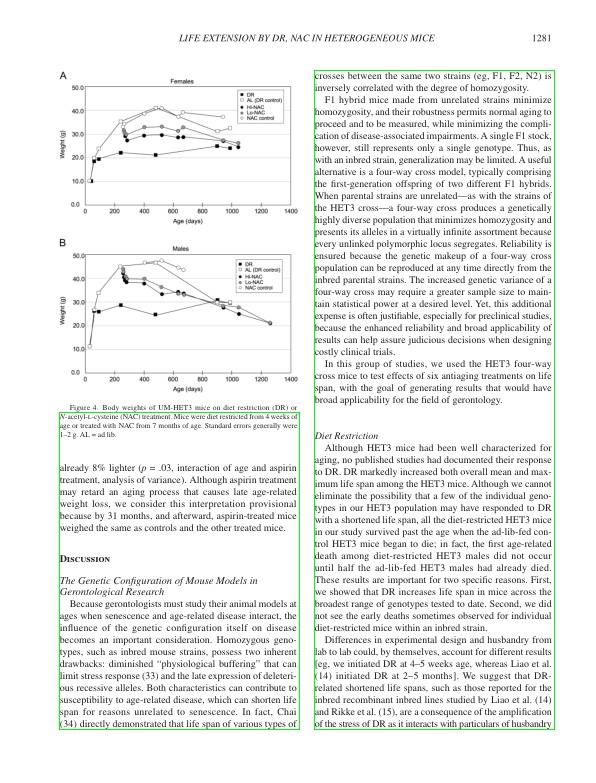 LIFE EXTENSION BY DR, NAC IN HETEROGENEOUS MICE
1281
A
Females
50.0
40.0
30.0
20.0
10.0
0.0
Weight (g)
DR
AL (DR control)
Hi-NAC
Lo-NAC
NAC control
0
200
400
600
800
1000
1200
1400
Age (days)
B
Males
50.0
40.0
30.0
20.0
10.0
0.0
Weight (g)
DR
AL (DR control)
Hi-NAC
Lo-NAC
NAC control
0
200
400
600
800
1000
1200
1400
Age (days)
Figure 4. Body weights of UM-HET3 mice on diet restriction (DR) or
N-acetyl-L-cysteine (NAC) treatment. Mice were diet restricted from 4 weeks of
age or treated with NAC from 7 months of age. Standard errors generally were
1–2 g. AL = ad lib.
already 8% lighter (p = .03, interaction of age and aspirin
treatment, analysis of variance). Although aspirin treatment
may retard an aging process that causes late age-related
weight loss, we consider this interpretation provisional
because by 31 months, and afterward, aspirin-treated mice
weighed the same as controls and the other treated mice.
DISCUSSION
The Genetic Configuration of Mouse Models in
Gerontological Research
Because gerontologists must study their animal models at
ages when senescence and age-related disease interact, the
influence of the genetic configuration itself on disease
becomes an important consideration. Homozygous geno-
types, such as inbred mouse strains, possess two inherent
drawbacks: diminished “physiological buffering” that can
limit stress response (33) and the late expression of deleteri-
ous recessive alleles. Both characteristics can contribute to
susceptibility to age-related disease, which can shorten life
span for reasons unrelated to senescence. In fact, Chai
(34) directly demonstrated that life span of various types of
crosses between the same two strains (eg, F1, F2, N2) is
inversely correlated with the degree of homozygosity.
F1 hybrid mice made from unrelated strains minimize
homozygosity, and their robustness permits normal aging to
proceed and to be measured, while minimizing the compli-
cation of disease-associated impairments. A single F1 stock,
however, still represents only a single genotype. Thus, as
with an inbred strain, generalization may be limited. A useful
alternative is a four-way cross model, typically comprising
the first-generation offspring of two different F1 hybrids.
When parental strains are unrelated—as with the strains of
the HET3 cross—a four-way cross produces a genetically
highly diverse population that minimizes homozygosity and
presents its alleles in a virtually infinite assortment because
every unlinked polymorphic locus segregates. Reliability is
ensured because the genetic makeup of a four-way cross
population can be reproduced at any time directly from the
inbred parental strains. The increased genetic variance of a
four-way cross may require a greater sample size to main-
tain statistical power at a desired level. Yet, this additional
expense is often justifiable, especially for preclinical studies,
because the enhanced reliability and broad applicability of
results can help assure judicious decisions when designing
costly clinical trials.
In this group of studies, we used the HET3 four-way
cross mice to test effects of six antiaging treatments on life
span, with the goal of generating results that would have
broad applicability for the field of gerontology.
Diet Restriction
Although HET3 mice had been well characterized for
aging, no published studies had documented their response
to DR. DR markedly increased both overall mean and max-
imum life span among the HET3 mice. Although we cannot
eliminate the possibility that a few of the individual geno-
types in our HET3 population may have responded to DR
with a shortened life span, all the diet-restricted HET3 mice
in our study survived past the age when the ad-lib-fed con-
trol HET3 mice began to die; in fact, the first age-related
death among diet-restricted HET3 males did not occur
until half the ad-lib-fed HET3 males had already died.
These results are important for two specific reasons. First,
we showed that DR increases life span in mice across the
broadest range of genotypes tested to date. Second, we did
not see the early deaths sometimes observed for individual
diet-restricted mice within an inbred strain.
Differences in experimental design and husbandry from
lab to lab could, by themselves, account for different results
[eg, we initiated DR at 4–5 weeks age, whereas Liao et al.
(14) initiated DR at 2–5 months]. We suggest that DR-
related shortened life spans, such as those reported for the
inbred recombinant inbred lines studied by Liao et al. (14)
and Rikke et al. (15), are a consequence of the amplification
of the stress of DR as it interacts with particulars of husbandry